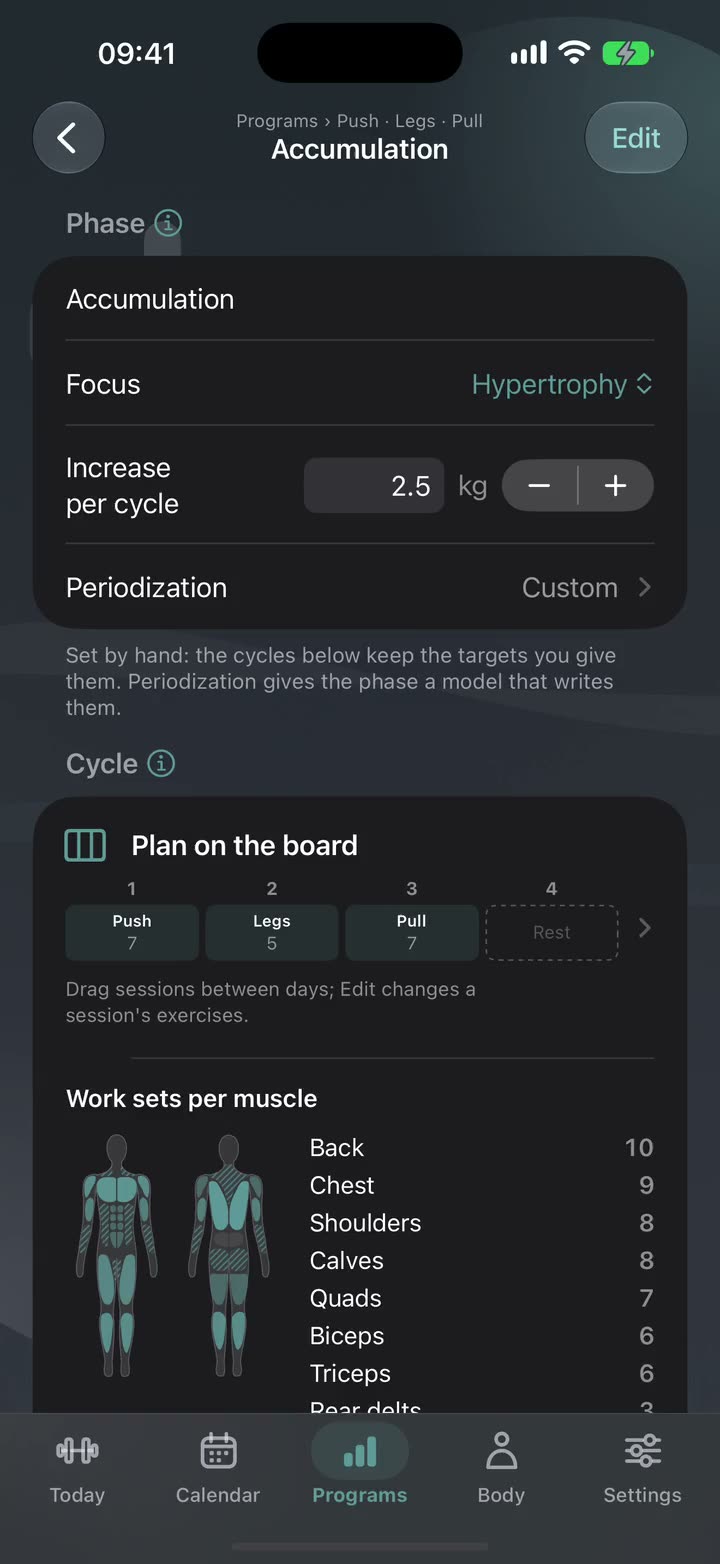 09:41
Programs › Push · Legs · Pull
Accumulation
Edit
Phase
Accumulation
Focus
Hypertrophy
Increase
per cycle
2.5
kg
Periodization
Custom
Set by hand: the cycles below keep the targets you give
them. Periodization gives the phase a model that writes
them.
Cycle
Plan on the board
1
2
3
4
Push
7
Legs
5
Pull
7
Rest
Drag sessions between days; Edit changes a
session's exercises.
Work sets per muscle
Back 10
Chest 9
Shoulders 8
Calves 8
Quads 7
Biceps 6
Triceps 6
Rear delts 3
Today
Calendar
Programs
Body
Settings